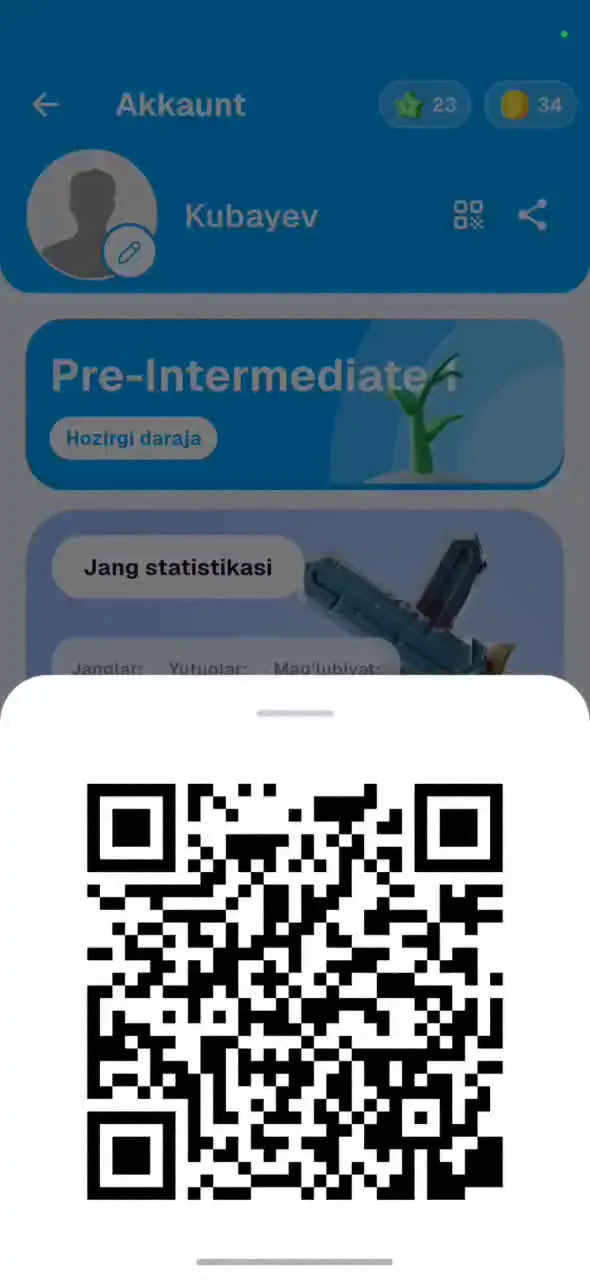 Akkaunt
23
34
Kubayev
Pre-Intermediate 1
Hozirgi daraja
Jang statistikasi
Janglar: Yutuqlar: Mag'lubiyat: